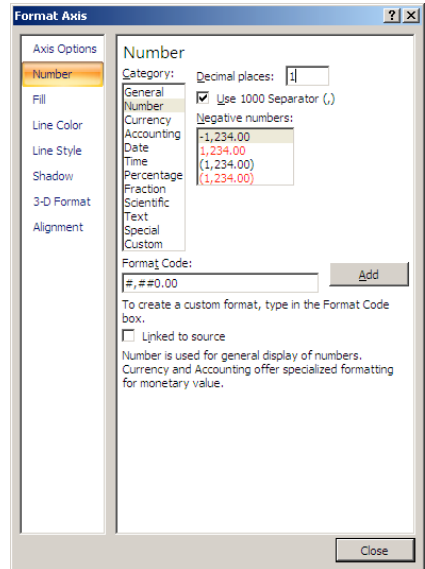 Format Axis
Axis Options
Number
Fill
Line Color
Line Style
Shadow
3-D Format
Alignment
Number
Category:
General
Number
Currency
Accounting
Date
Time
Percentage
Fraction
Scientific
Text
Special
Custom
Decimal places: 1
Use 1000 Separator (,)
Negative numbers:
-1,234.00
1,234.00
(1,234.00)
(1,234.00)
Format Code:
#,##0.00
Add
To create a custom format, type in the Format Code
box.
Linked to source
Number is used for general display of numbers.
Currency and Accounting offer specialized formatting
for monetary value.
Close